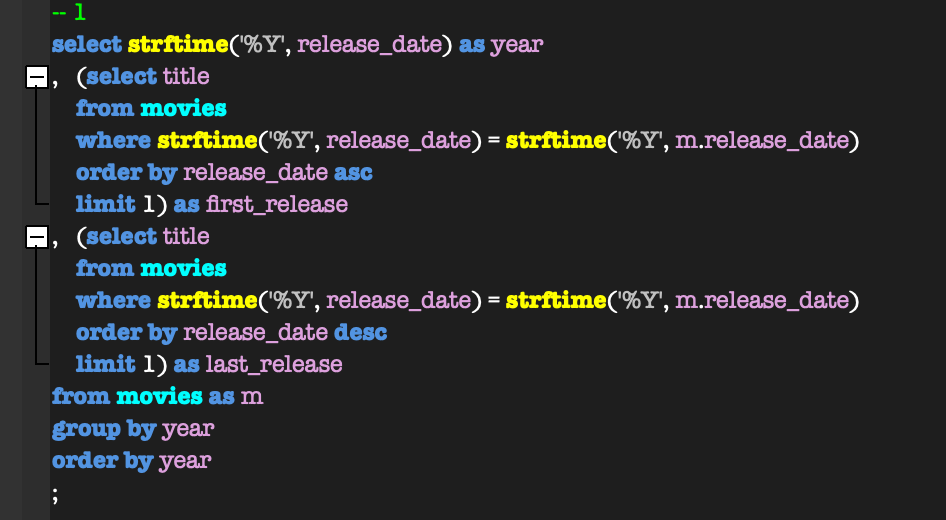 -- 1
select strftime('%Y', release_date) as year
, (select title
from movies
where strftime('%Y', release_date) = strftime('%Y', m.release_date)
order by release_date asc
limit 1) as first_release
, (select title
from movies
where strftime('%Y', release_date) = strftime('%Y', m.release_date)
order by release_date desc
limit 1) as last_release
from movies as m
group by year
order by year
;